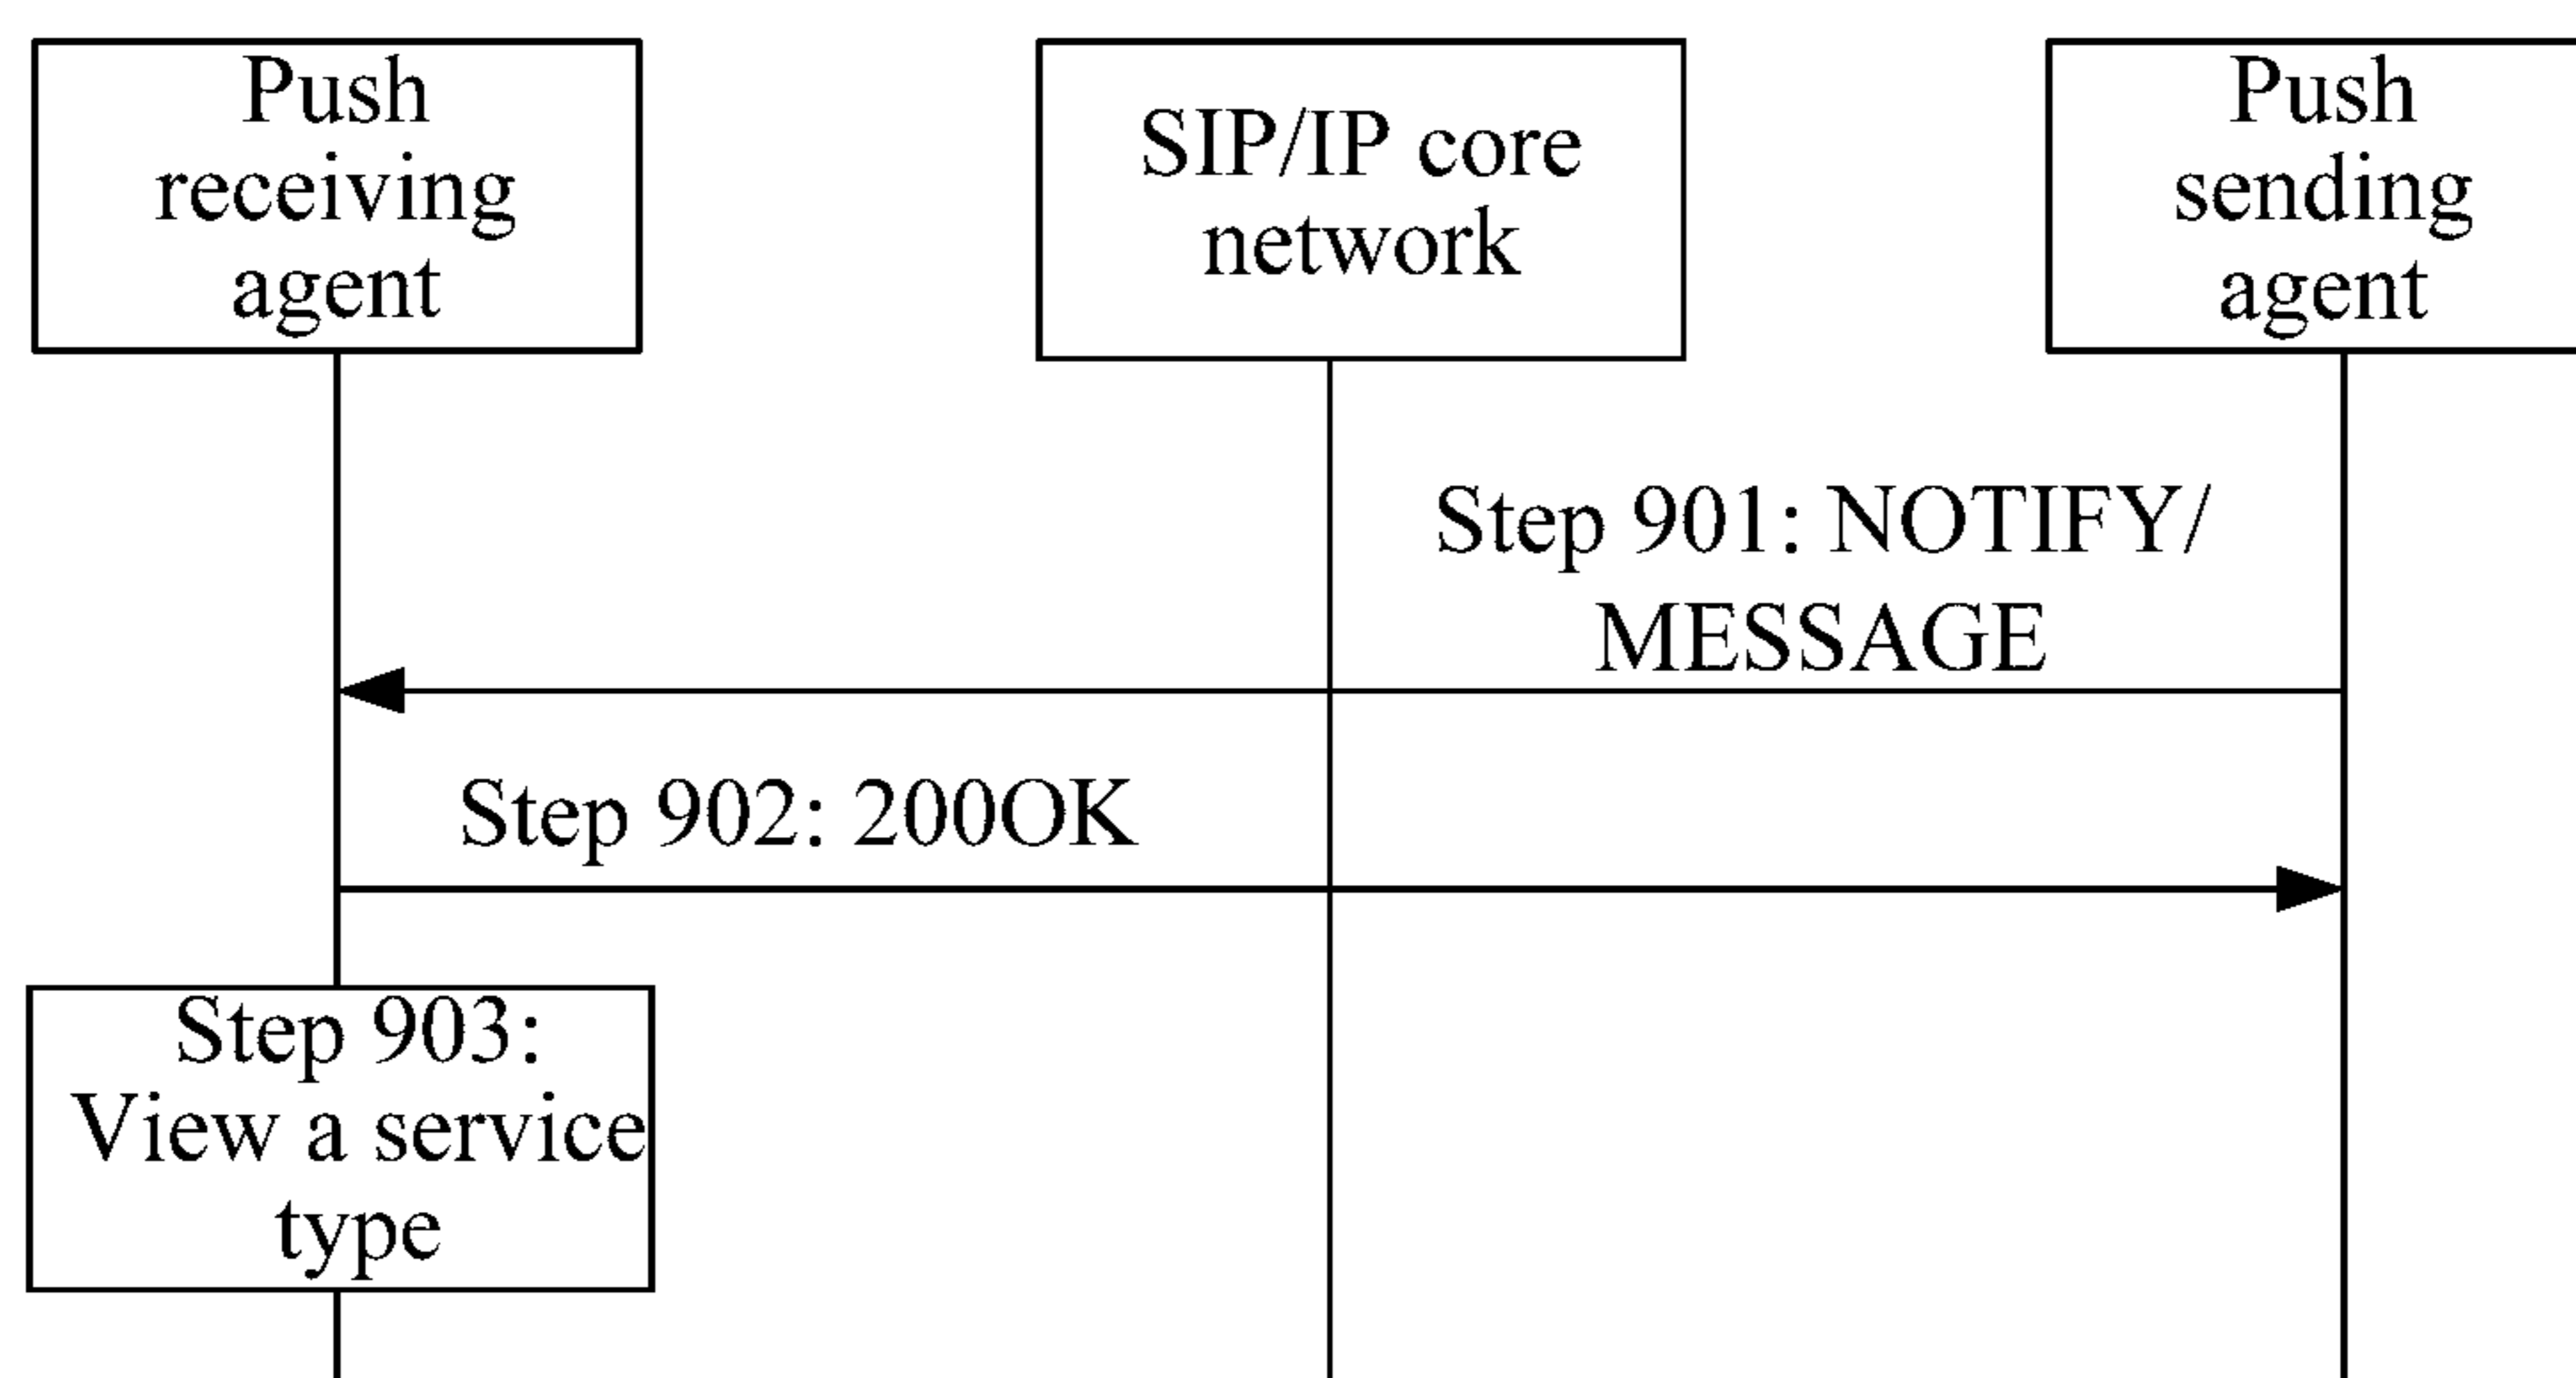 Push
receiving
agent
SIP/IP core
network
Push
sending
agent
Step 901: NOTIFY/
MESSAGE
Step 902: 200OK
Step 903:
View a service
type